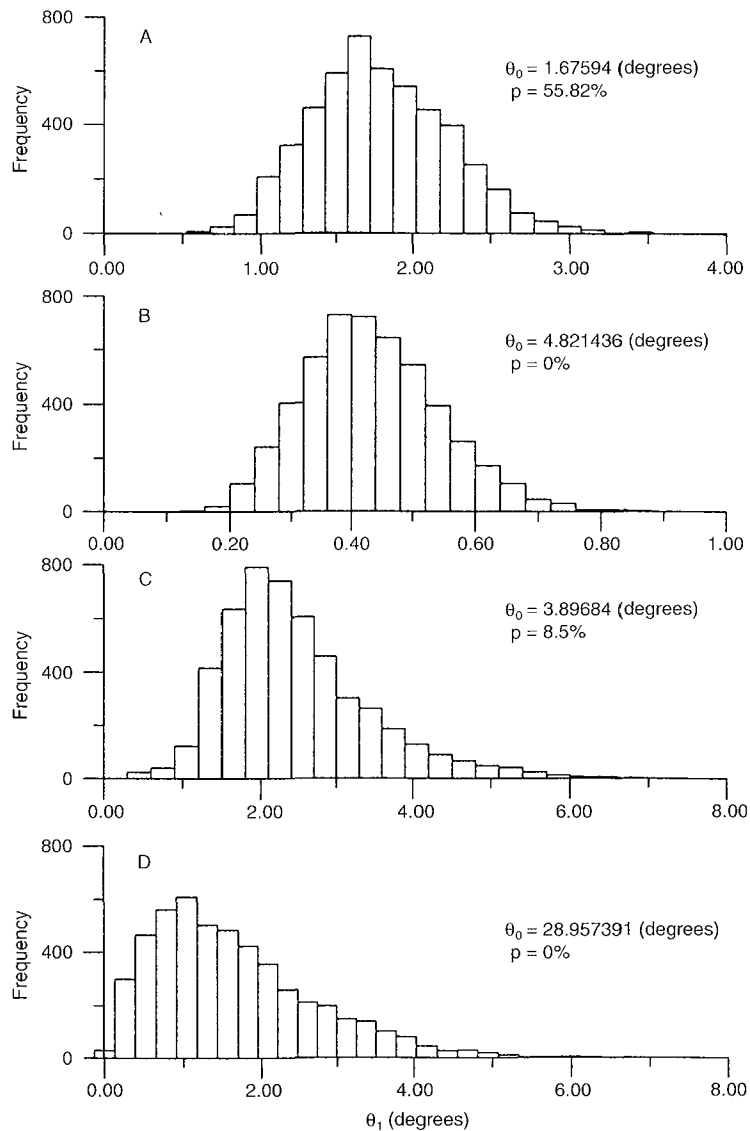 800
A
θ₀ = 1.67594 (degrees)
p = 55.82%
Frequency
400
0
0.00 1.00 2.00 3.00 4.00
800
B
θ₀ = 4.821436 (degrees)
p = 0%
Frequency
400
0
0.00 0.20 0.40 0.60 0.80 1.00
800
C
θ₀ = 3.89684 (degrees)
p = 8.5%
Frequency
400
0
0.00 2.00 4.00 6.00 8.00
800
D
θ₀ = 28.957391 (degrees)
p = 0%
Frequency
400
0
0.00 2.00 4.00 6.00 8.00
θ₁ (degrees)